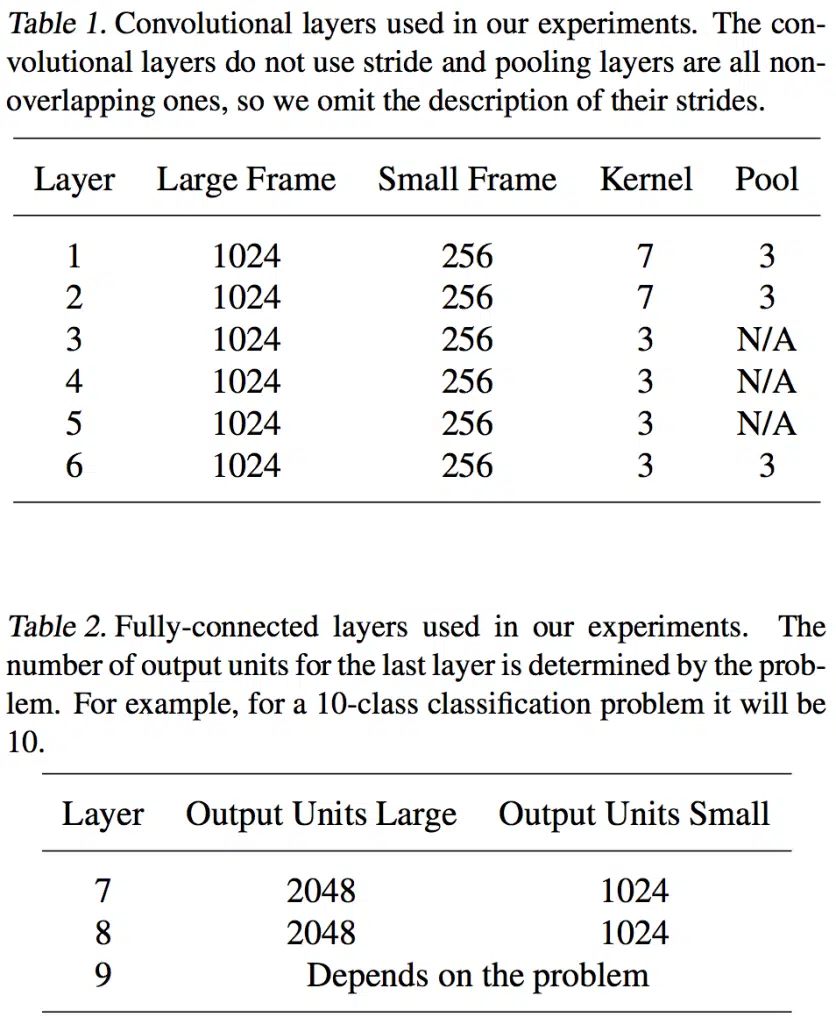 Table 1. Convolutional layers used in our experiments. The con-
volutional layers do not use stride and pooling layers are all non-
overlapping ones, so we omit the description of their strides.
Layer Large Frame Small Frame Kernel Pool
1 1024 256 7 3
2 1024 256 7 3
3 1024 256 3 N/A
4 1024 256 3 N/A
5 1024 256 3 N/A
6 1024 256 3 3
Table 2. Fully-connected layers used in our experiments. The
number of output units for the last layer is determined by the prob-
lem. For example, for a 10-class classification problem it will be
10.
Layer Output Units Large Output Units Small
7 2048 1024
8 2048 1024
9 Depends on the problem